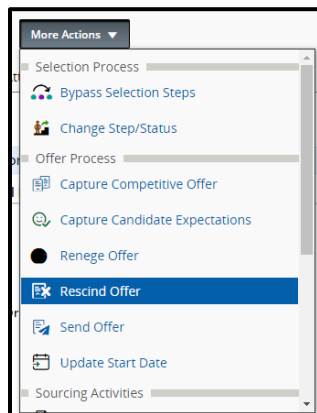 More Actions
Selection Process
Bypass Selection Steps
Change Step/Status
Offer Process
Capture Competitive Offer
Capture Candidate Expectations
Renege Offer
Rescind Offer
Send Offer
Update Start Date
Sourcing Activities